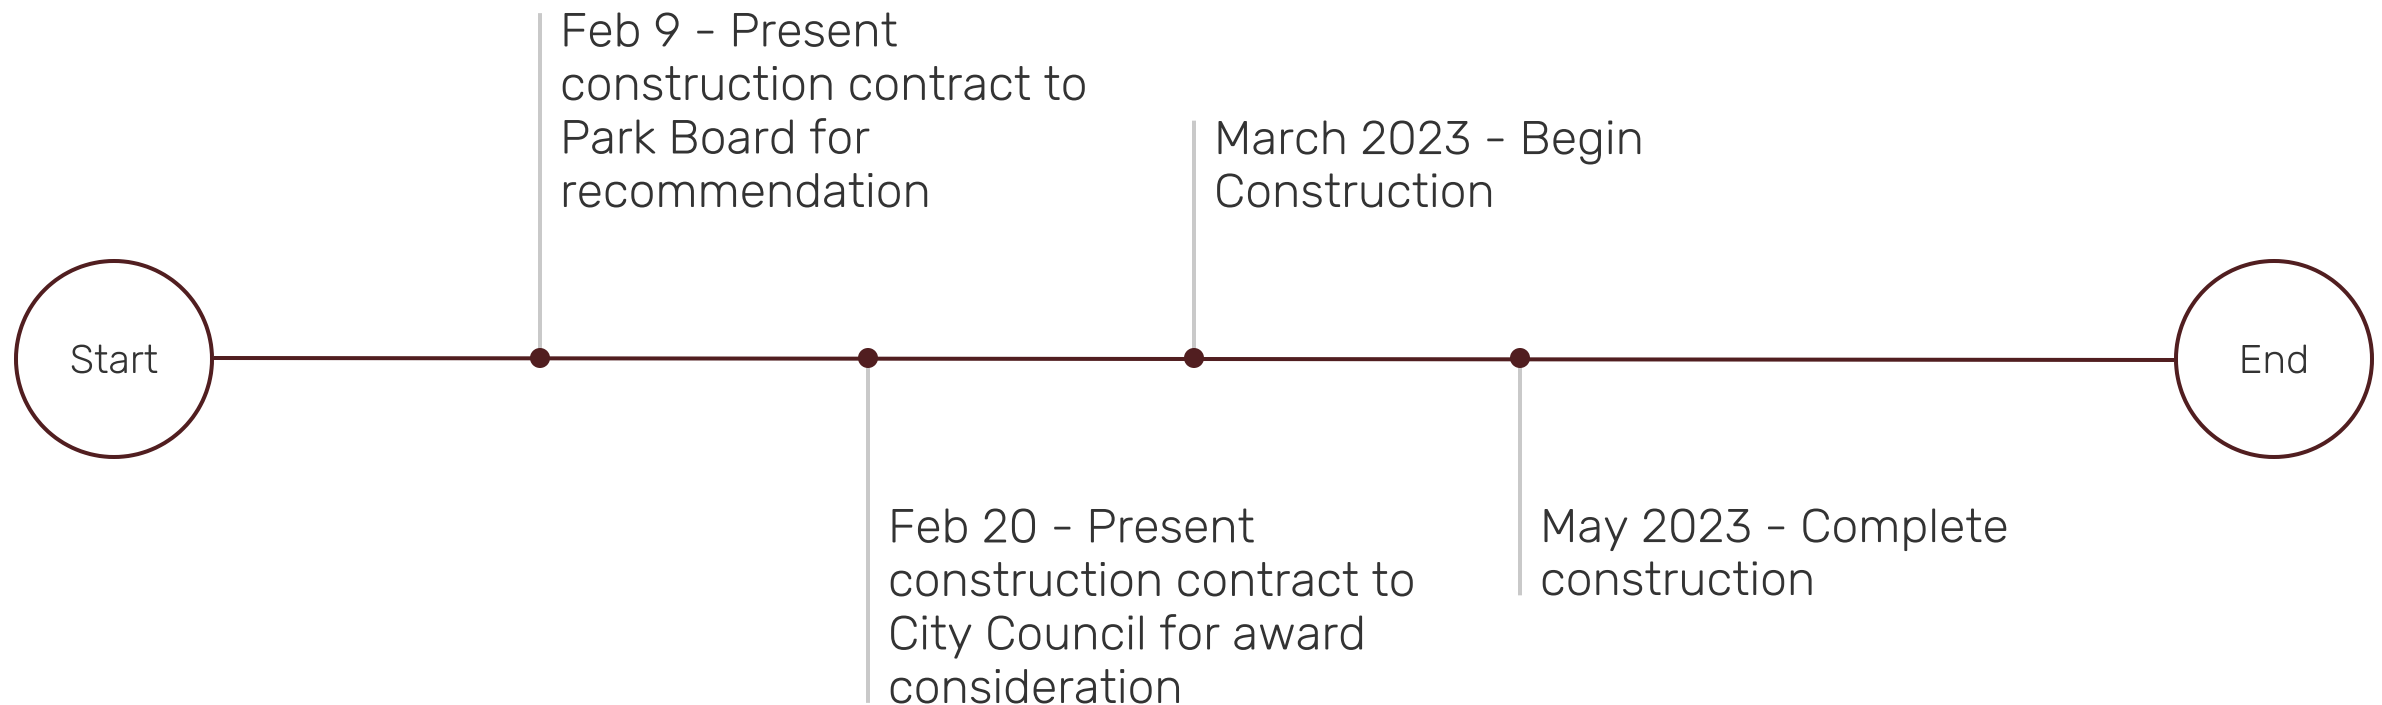 Start
Feb 9 - Present
construction contract to
Park Board for
recommendation
Feb 20 - Present
construction contract to
City Council for award
consideration
March 2023 - Begin
Construction
May 2023 - Complete
construction
End